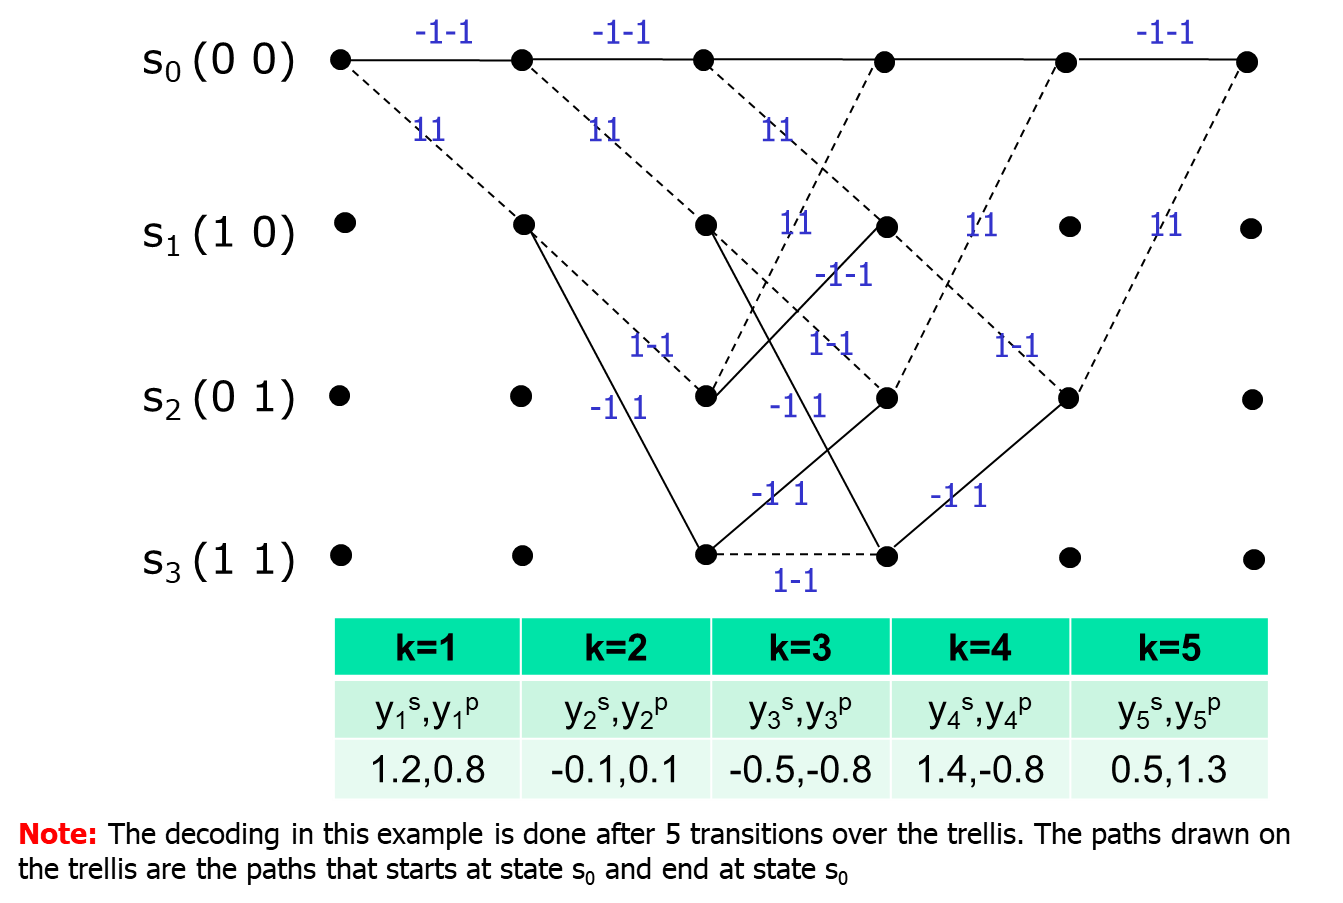 -1-1 -1-1 -1-1
s0 (0 0)
11 11 11
s1 (1 0)
11 11 11
-1-1
1-1 1-1 1-1
s2 (0 1)
-1 1 -1 1
-1 1 -1 1
s3 (1 1)
1-1
k=1 k=2 k=3 k=4 k=5
y1s,y1p y2s,y2p y3s,y3p y4s,y4p y5s,y5p
1.2,0.8 -0.1,0.1 -0.5,-0.8 1.4,-0.8 0.5,1.3
Note: The decoding in this example is done after 5 transitions over the trellis. The paths drawn on
the trellis are the paths that starts at state s0 and end at state s0